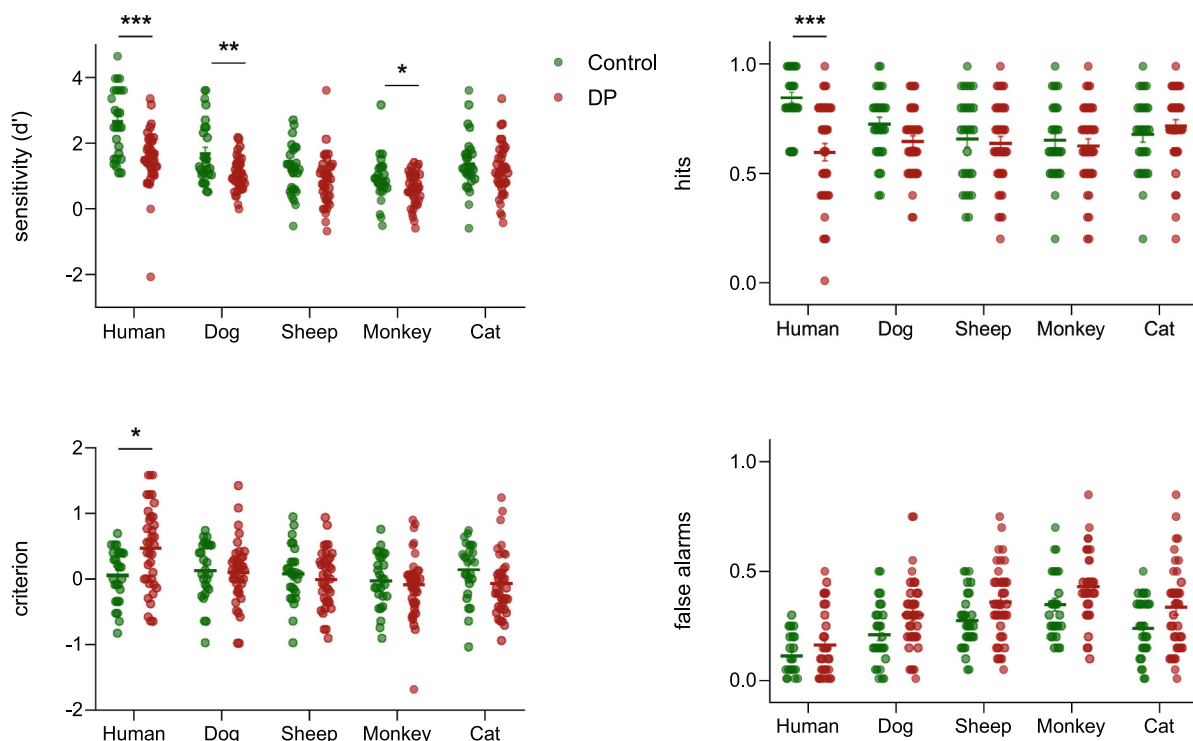 ***
**
*
sensitivity (d')
4
2
0
-2
Human Dog Sheep Monkey Cat
Control
DP
***
hits
1.0
0.5
0.0
Human Dog Sheep Monkey Cat
*
criterion
2
1
0
-1
-2
Human Dog Sheep Monkey Cat
false alarms
1.0
0.5
0.0
Human Dog Sheep Monkey Cat